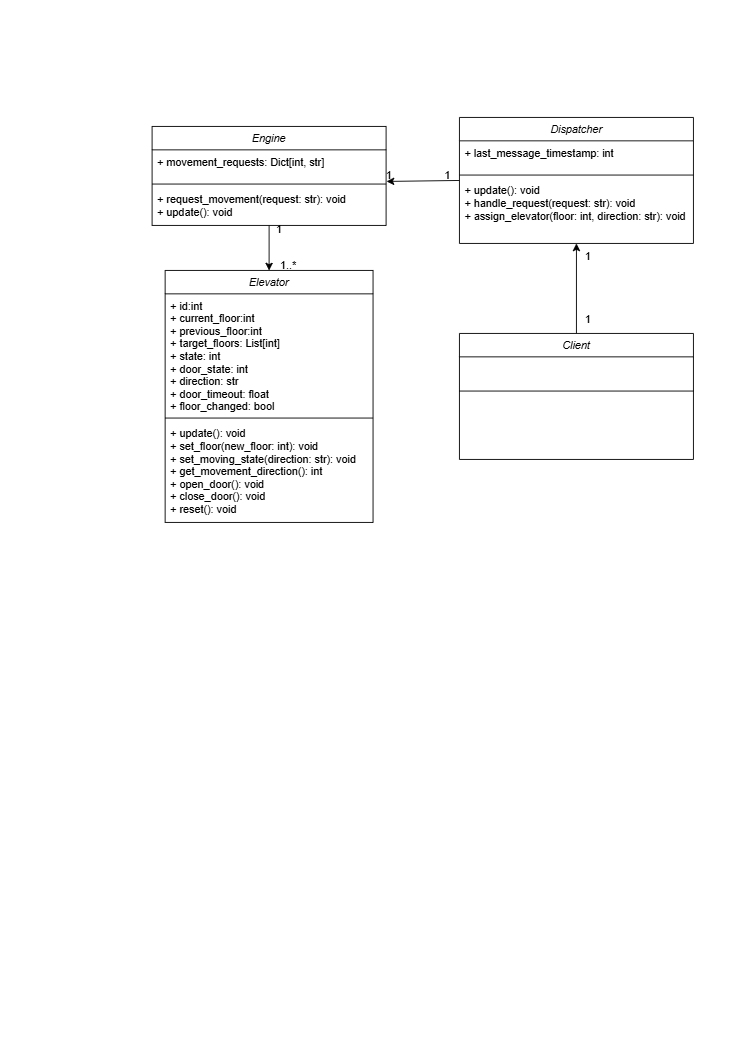 Engine
+ movement_requests: Dict[int, str]
+ request_movement(request: str): void
+ update(): void
1
1
Dispatcher
+ last_message_timestamp: int
+ update(): void
+ handle_request(request: str): void
+ assign_elevator(floor: int, direction: str): void
1
1..*
Elevator
+ id:int
+ current_floor:int
+ previous_floor:int
+ target_floors: List[int]
+ state: int
+ door_state: int
+ direction: str
+ door_timeout: float
+ floor_changed: bool
+ update(): void
+ set_floor(new_floor: int): void
+ set_moving_state(direction: str): void
+ get_movement_direction(): int
+ open_door(): void
+ close_door(): void
+ reset(): void
1
1
Client